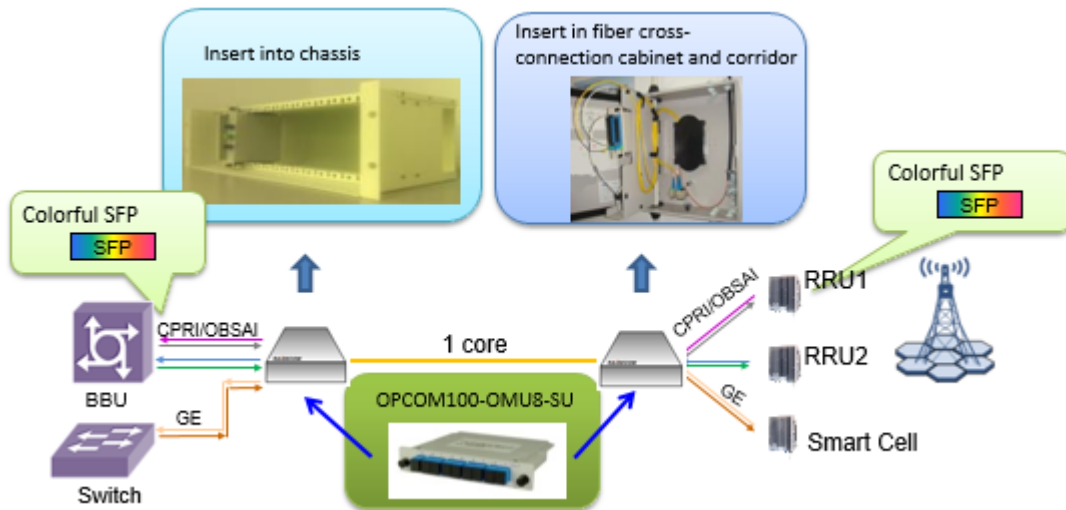 Insert into chassis
Insert in fiber cross-
connection cabinet and corridor
Colorful SFP
SFP
Colorful SFP
SFP
CPRI/OBSAI
BBU
GE
Switch
1 core
OPCOM100-OMU8-SU
CPRI/OBSAI
GE
RRU1
RRU2
Smart Cell